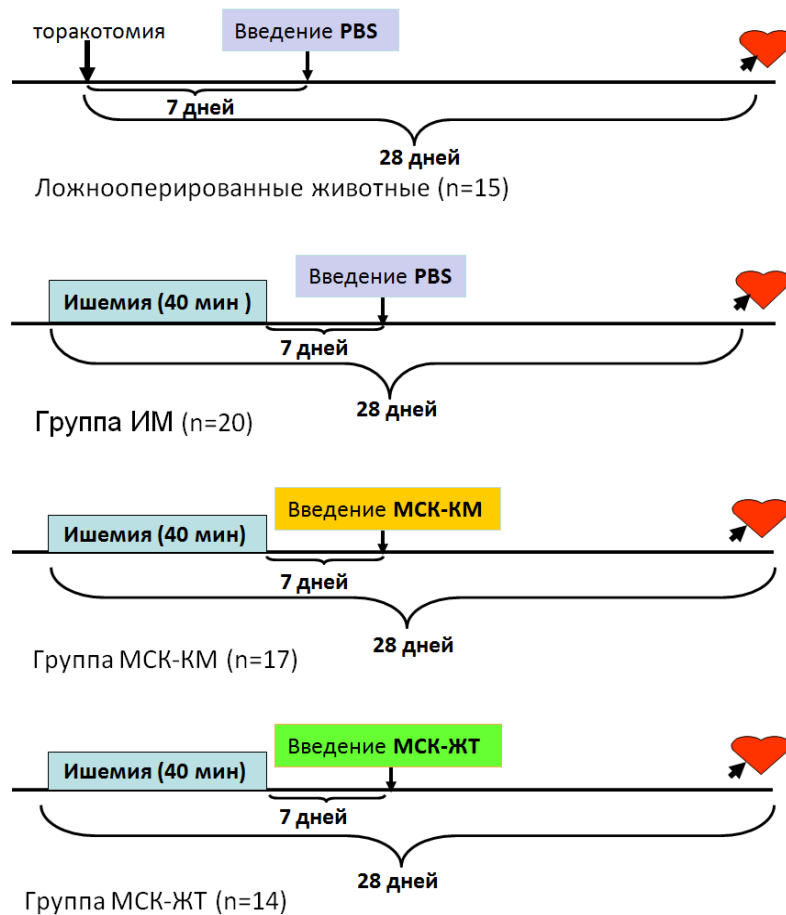 торакотомия
Введение PBS
7 дней
28 дней
Ложнооперированные животные (n=15)
Введение PBS
Ишемия (40 мин )
7 дней
28 дней
Группа ИМ (n=20)
Введение МСК-КМ
Ишемия (40 мин)
7 дней
28 дней
Группа МСК-КМ (n=17)
Введение МСК-ЖТ
Ишемия (40 мин)
7 дней
28 дней
Группа МСК-ЖТ (n=14)